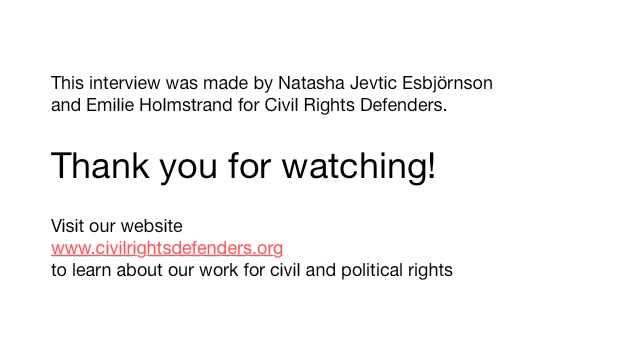 This interview was made by Natasha Jevtic Esbjörnson
and Emilie Holmstrand for Civil Rights Defenders.
Thank you for watching!
Visit our website
www.civilrightsdefenders.org
to learn about our work for civil and political rights